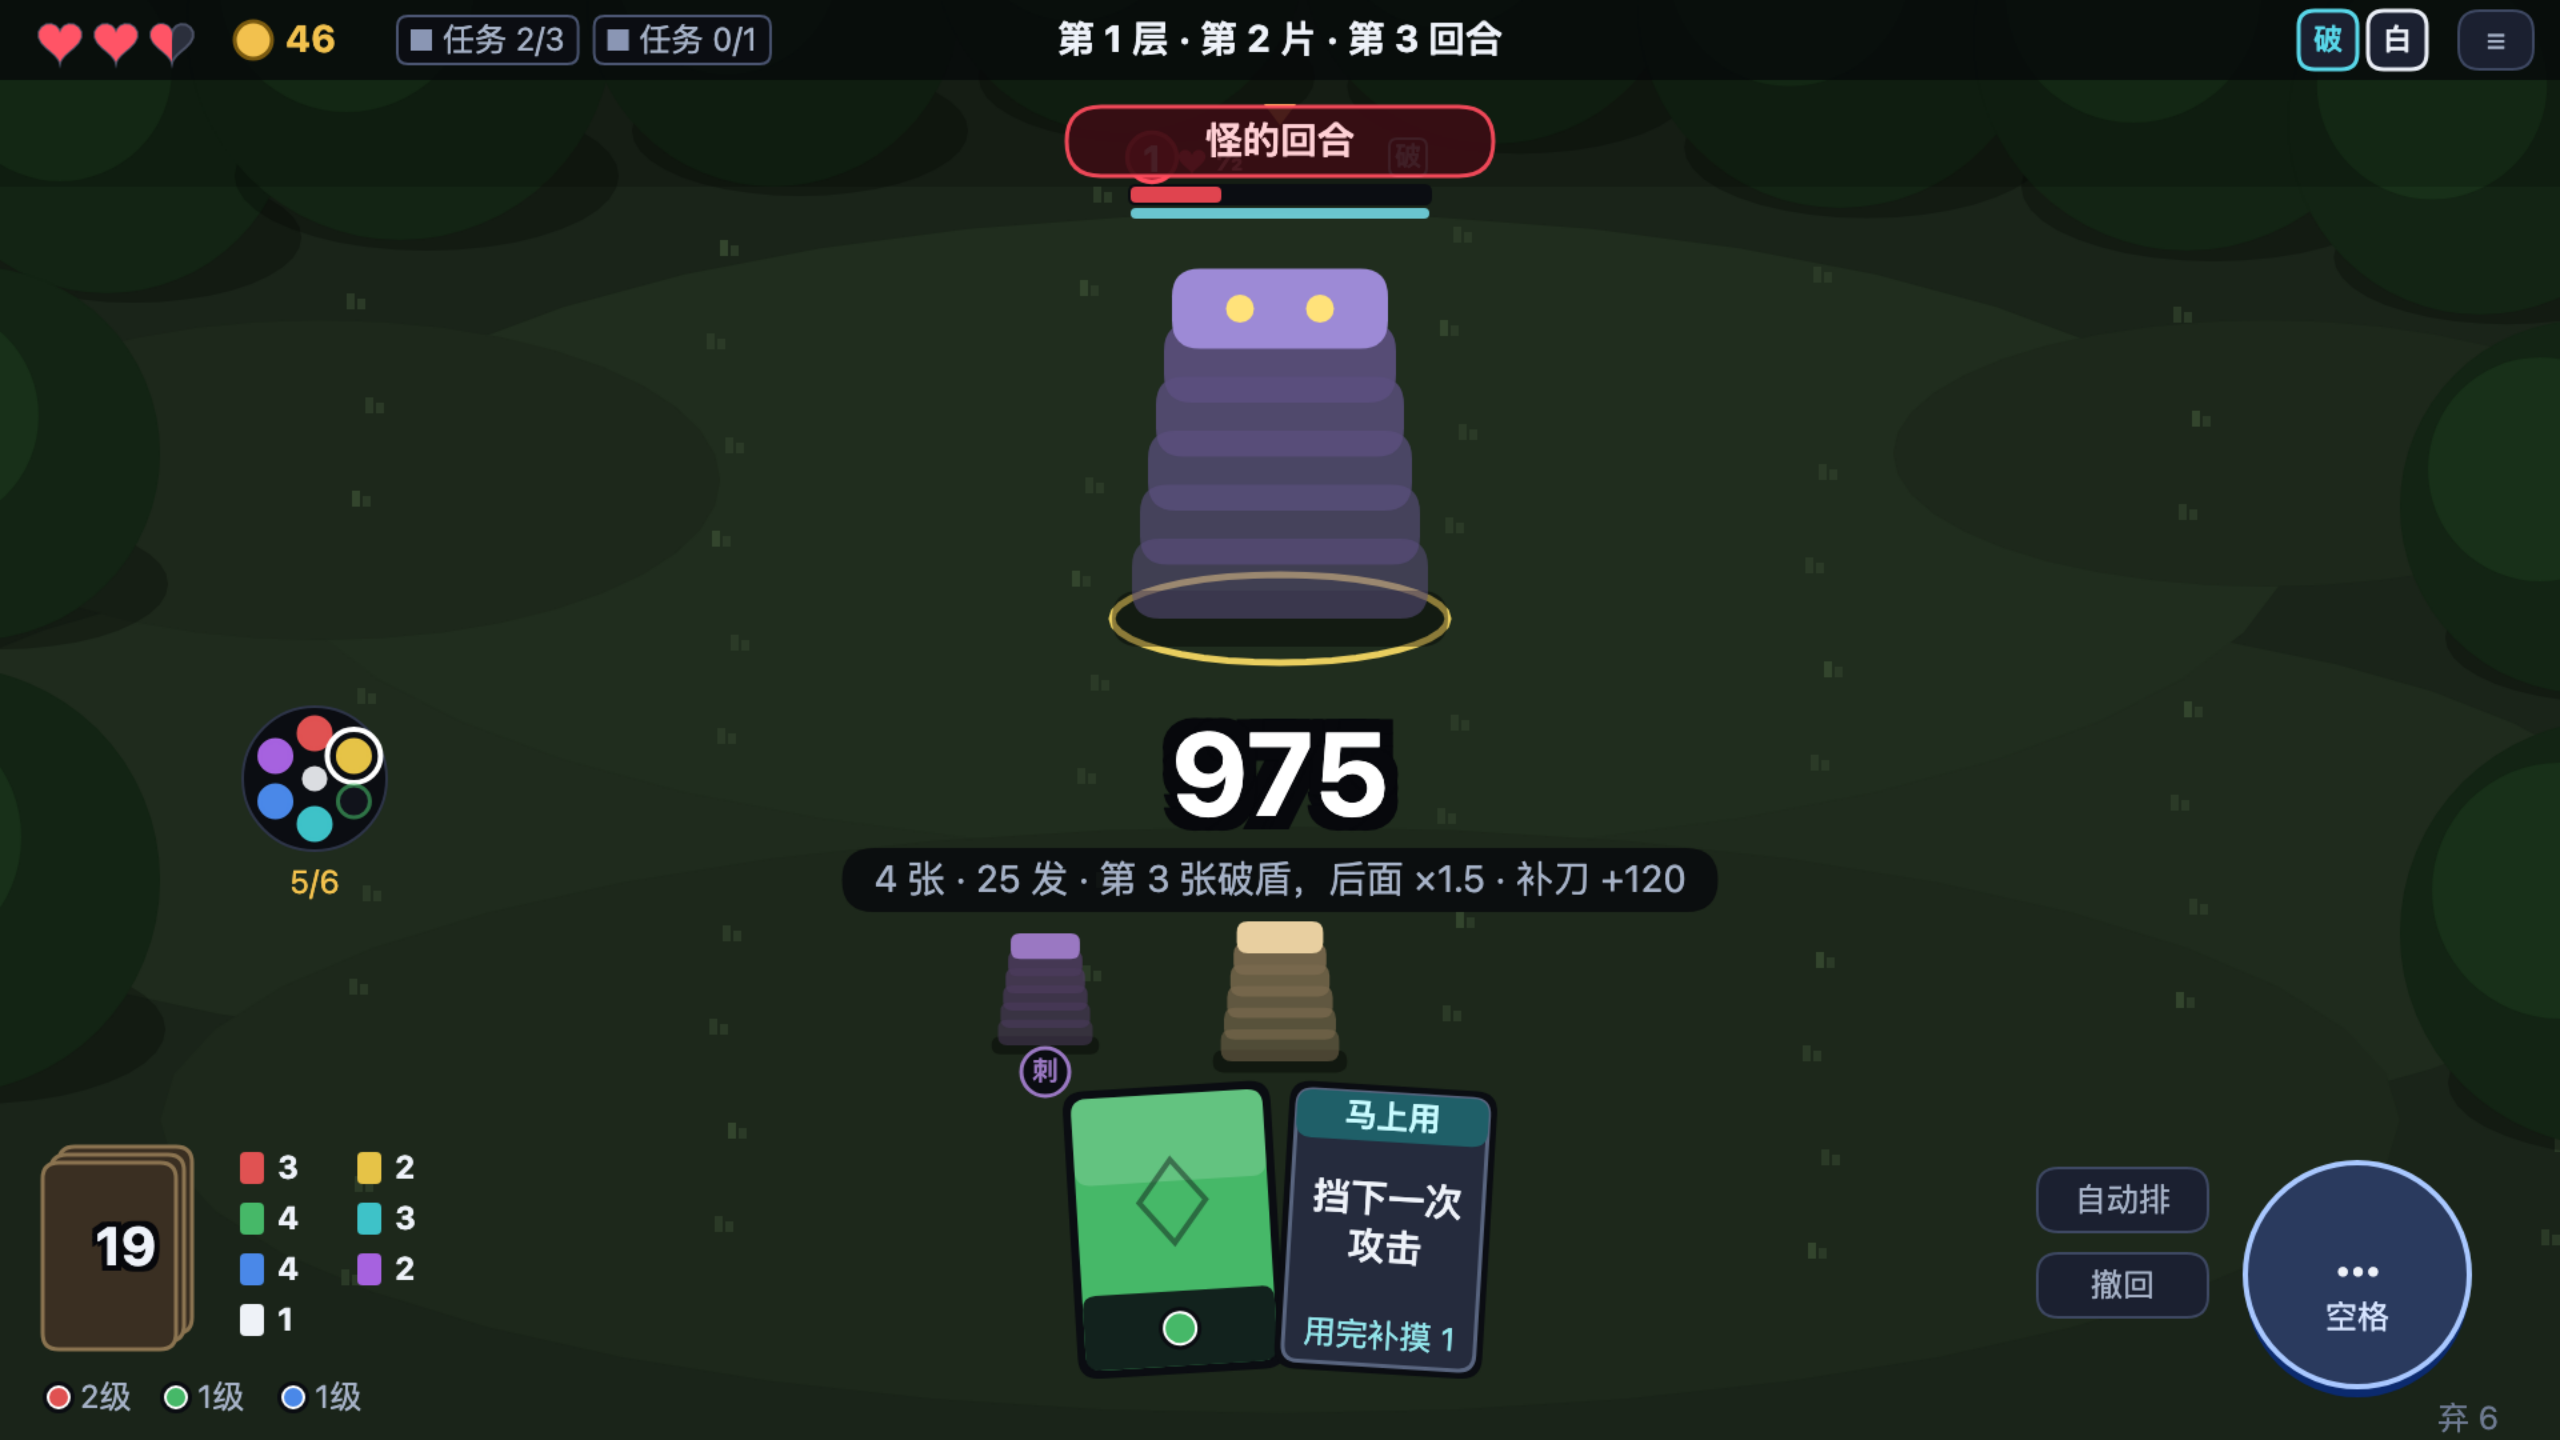 46
任务 2/3
任务 0/1
第 1 层 · 第 2 片 · 第 3 回合
破
白
≡
怪的回合
1
破
975
4 张 · 25 发 · 第 3 张破盾，后面 ×1.5 · 补刀 +120
5/6
刺
马上用
挡下一次
攻击
用完补摸 1
19
3
2
4
3
4
2
1
2级
1级
1级
自动排
撤回
•••
空格
弃 6